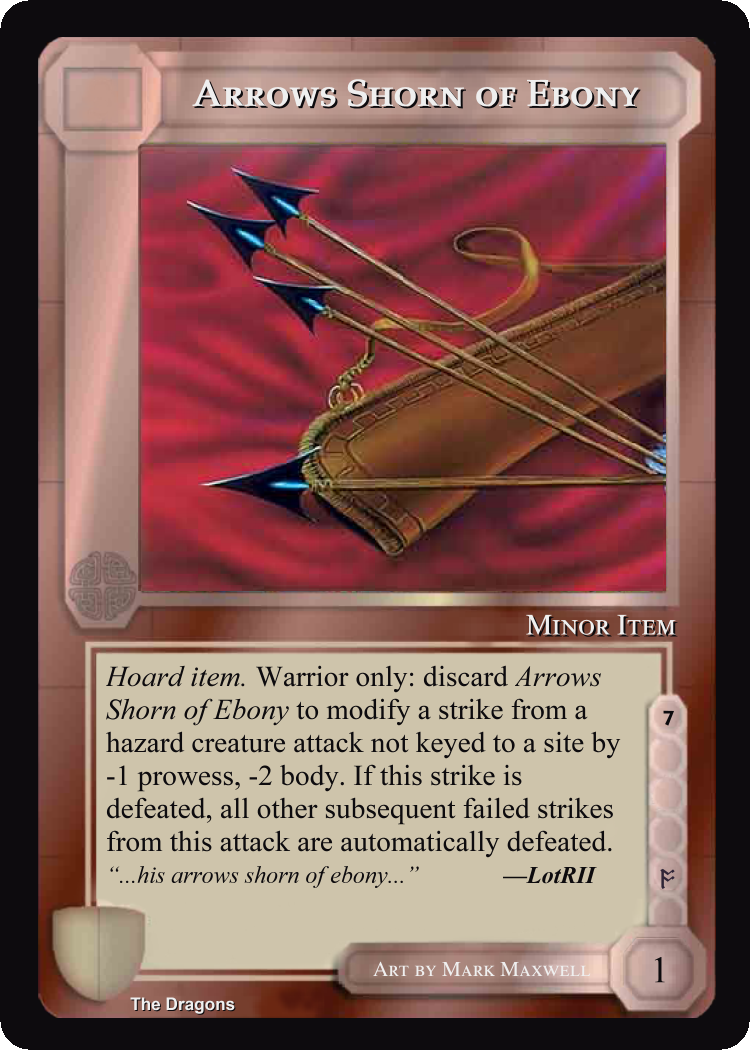 Arrows Shorn of Ebony
Minor Item
Hoard item. Warrior only: discard Arrows
Shorn of Ebony to modify a strike from a
hazard creature attack not keyed to a site by
-1 prowess, -2 body. If this strike is
defeated, all other subsequent failed strikes
from this attack are automatically defeated.
“...his arrows shorn of ebony...” —LotRII
7
Art by Mark Maxwell
1
The Dragons